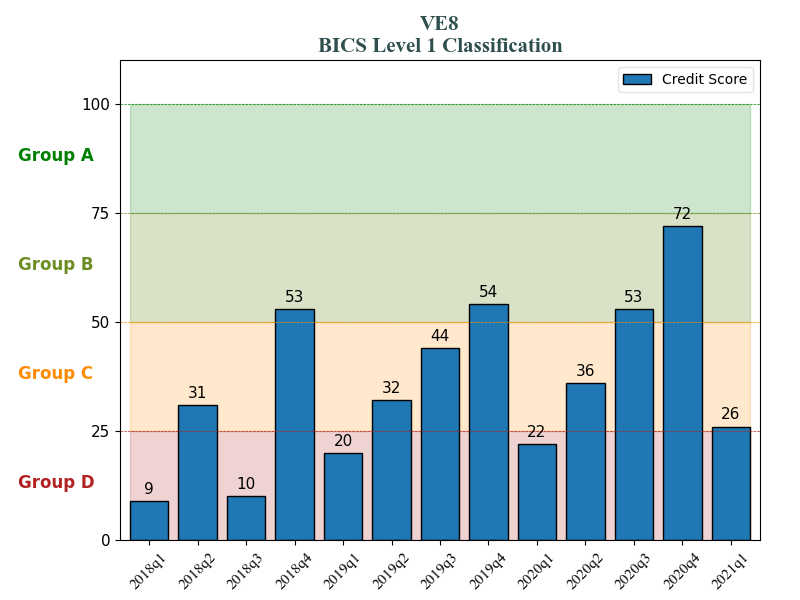 VE8
BICS Level 1 Classification
Credit Score
100
Group A
75
72
Group B
53
54
53
50
44
Group C
31
32
36
26
25
20
22
Group D
9
10
0
2018q1 2018q2 2018q3 2018q4 2019q1 2019q2 2019q3 2019q4 2020q1 2020q2 2020q3 2020q4 2021q1